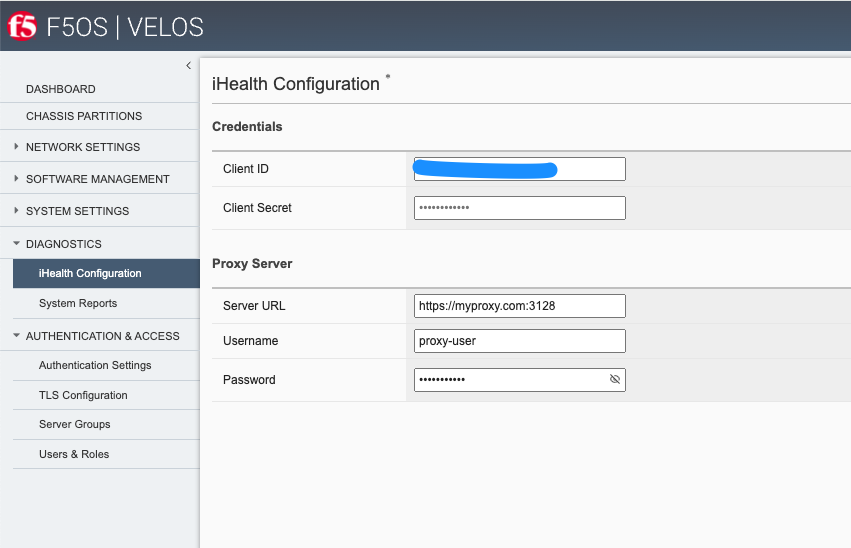 f5 F5OS | VELOS
DASHBOARD
CHASSIS PARTITIONS
NETWORK SETTINGS
SOFTWARE MANAGEMENT
SYSTEM SETTINGS
DIAGNOSTICS
iHealth Configuration
System Reports
AUTHENTICATION & ACCESS
Authentication Settings
TLS Configuration
Server Groups
Users & Roles
iHealth Configuration *
Credentials
Client ID
Client Secret ••••••••••••
Proxy Server
Server URL https://myproxy.com:3128
Username proxy-user
Password •••••••••••